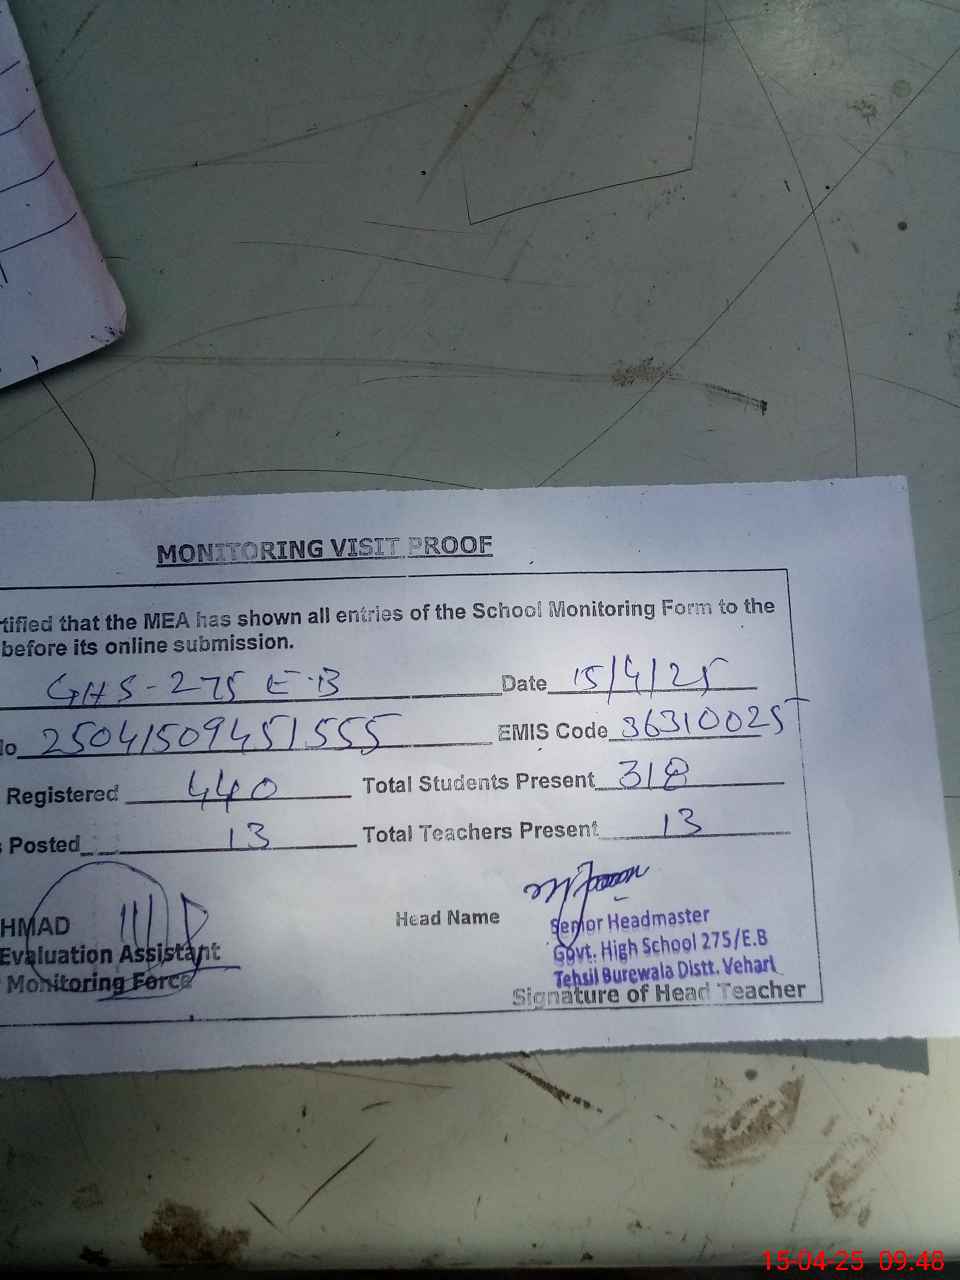 MONITORING VISIT PROOF
rtified that the MEA has shown all entries of the School Monitoring Form to the
before its online submission.
GHS-275 E.B Date 15/4/25
No 25041509451555 EMIS Code 36310025
Registered 440 Total Students Present 318
s Posted 13 Total Teachers Present 13
HMAD
Evaluation Assistant
Monitoring Force
Head Name
Senior Headmaster
Govt. High School 275/E.B
Tehsil Burewala Distt. Vehari
Signature of Head Teacher
15-04-25 09:48